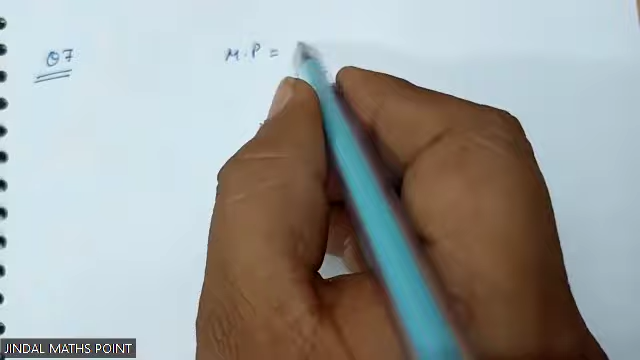 Q7
M.P =
JINDAL MATHS POINT